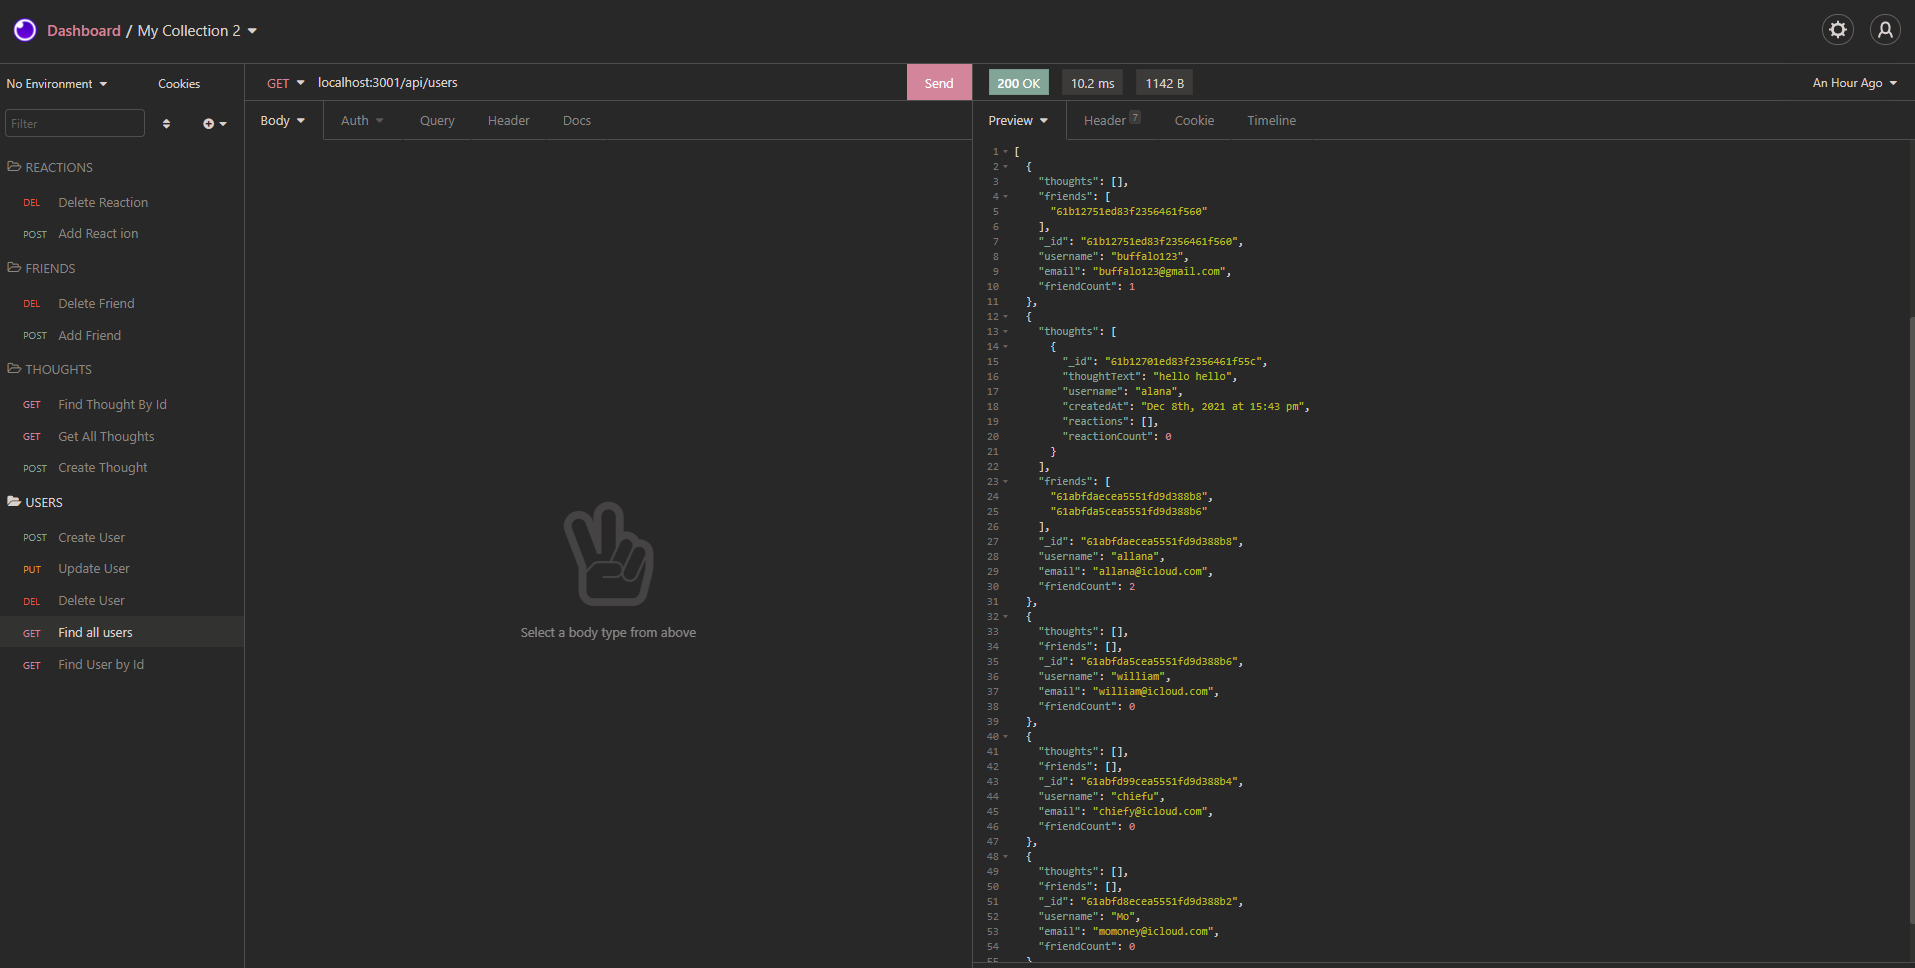 Dashboard / My Collection 2
No Environment
Cookies
Filter
REACTIONS
DEL Delete Reaction
POST Add React ion
FRIENDS
DEL Delete Friend
POST Add Friend
THOUGHTS
GET Find Thought By Id
GET Get All Thoughts
POST Create Thought
USERS
POST Create User
PUT Update User
DEL Delete User
GET Find all users
GET Find User by Id
GET localhost:3001/api/users Send
Body Auth Query Header Docs
Select a body type from above
200 OK 10.2 ms 1142 B An Hour Ago
Preview Header 7 Cookie Timeline
1 [
2 {
3 "thoughts": [],
4 "friends": [
5 "61b12751ed83f2356461f560"
6 ],
7 "_id": "61b12751ed83f2356461f560",
8 "username": "buffalo123",
9 "email": "buffalo123@gmail.com",
10 "friendCount": 1
11 },
12 {
13 "thoughts": [
14 {
15 "_id": "61b12701ed83f2356461f55c",
16 "thoughtText": "hello hello",
17 "username": "alana",
18 "createdAt": "Dec 8th, 2021 at 15:43 pm",
19 "reactions": [],
20 "reactionCount": 0
21 }
22 ],
23 "friends": [
24 "61abfdaecea5551fd9d388b8",
25 "61abfda5cea5551fd9d388b6"
26 ],
27 "_id": "61abfdaecea5551fd9d388b8",
28 "username": "allana",
29 "email": "allana@icloud.com",
30 "friendCount": 2
31 },
32 {
33 "thoughts": [],
34 "friends": [],
35 "_id": "61abfda5cea5551fd9d388b6",
36 "username": "william",
37 "email": "william@icloud.com",
38 "friendCount": 0
39 },
40 {
41 "thoughts": [],
42 "friends": [],
43 "_id": "61abfd99cea5551fd9d388b4",
44 "username": "chiefu",
45 "email": "chiefy@icloud.com",
46 "friendCount": 0
47 },
48 {
49 "thoughts": [],
50 "friends": [],
51 "_id": "61abfd8ecea5551fd9d388b2",
52 "username": "Mo",
53 "email": "momoney@icloud.com",
54 "friendCount": 0
55 }